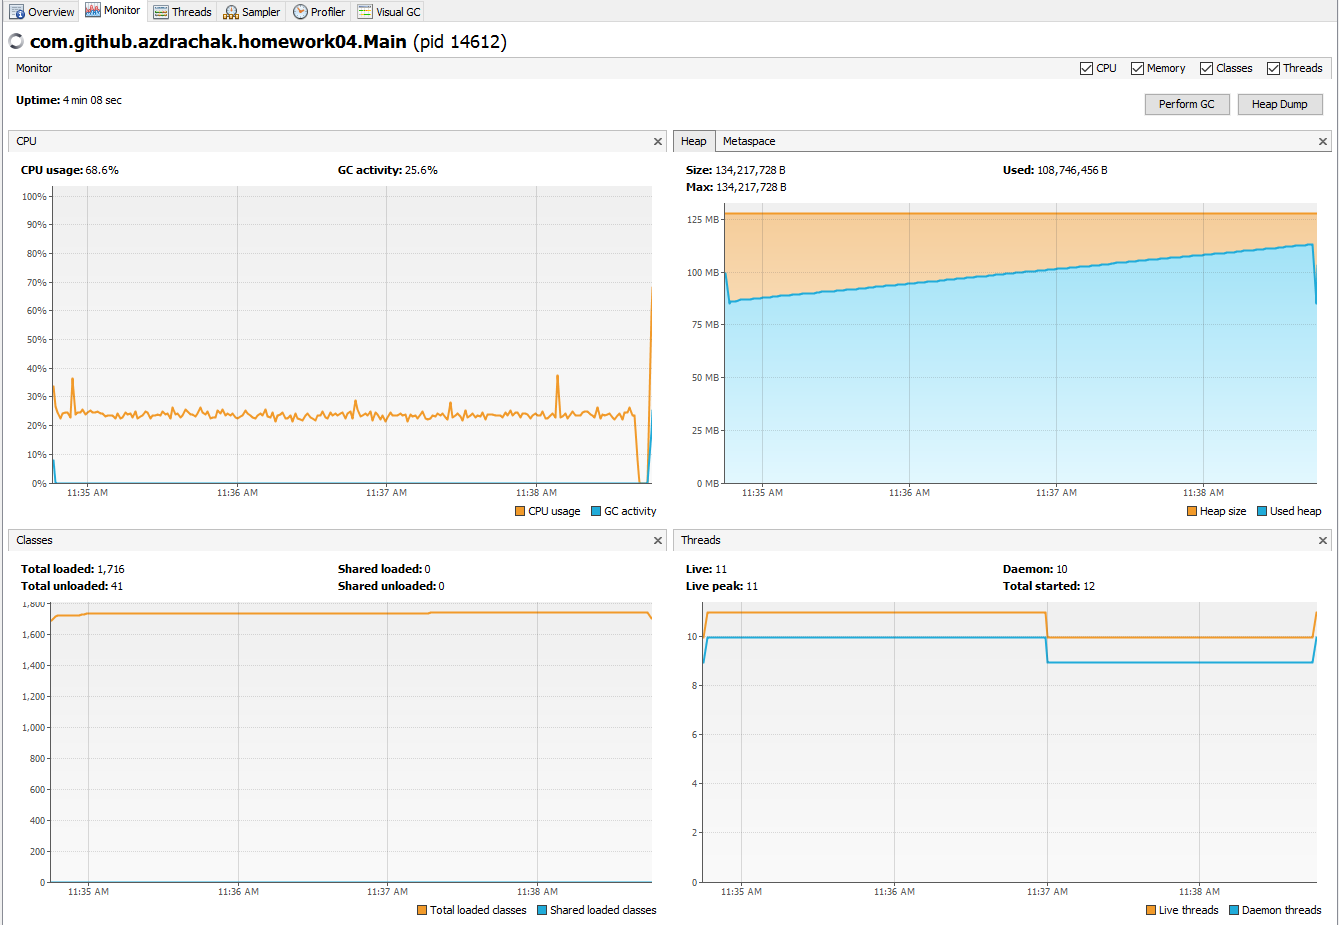 Overview Monitor Threads Sampler Profiler Visual GC
com.github.azdrachak.homework04.Main (pid 14612)
Monitor CPU Memory Classes Threads
Uptime: 4 min 08 sec
Perform GC Heap Dump
CPU
CPU usage: 68.6% GC activity: 25.6%
100%
90%
80%
70%
60%
50%
40%
30%
20%
10%
0%
11:35 AM 11:36 AM 11:37 AM 11:38 AM
CPU usage GC activity
Heap Metaspace
Size: 134,217,728 B Used: 108,746,456 B
Max: 134,217,728 B
125 MB
100 MB
75 MB
50 MB
25 MB
0 MB
11:35 AM 11:36 AM 11:37 AM 11:38 AM
Heap size Used heap
Classes
Total loaded: 1,716 Shared loaded: 0
Total unloaded: 41 Shared unloaded: 0
1,800
1,600
1,400
1,200
1,000
800
600
400
200
0
11:35 AM 11:36 AM 11:37 AM 11:38 AM
Total loaded classes Shared loaded classes
Threads
Live: 11 Daemon: 10
Live peak: 11 Total started: 12
10
8
6
4
2
0
11:35 AM 11:36 AM 11:37 AM 11:38 AM
Live threads Daemon threads